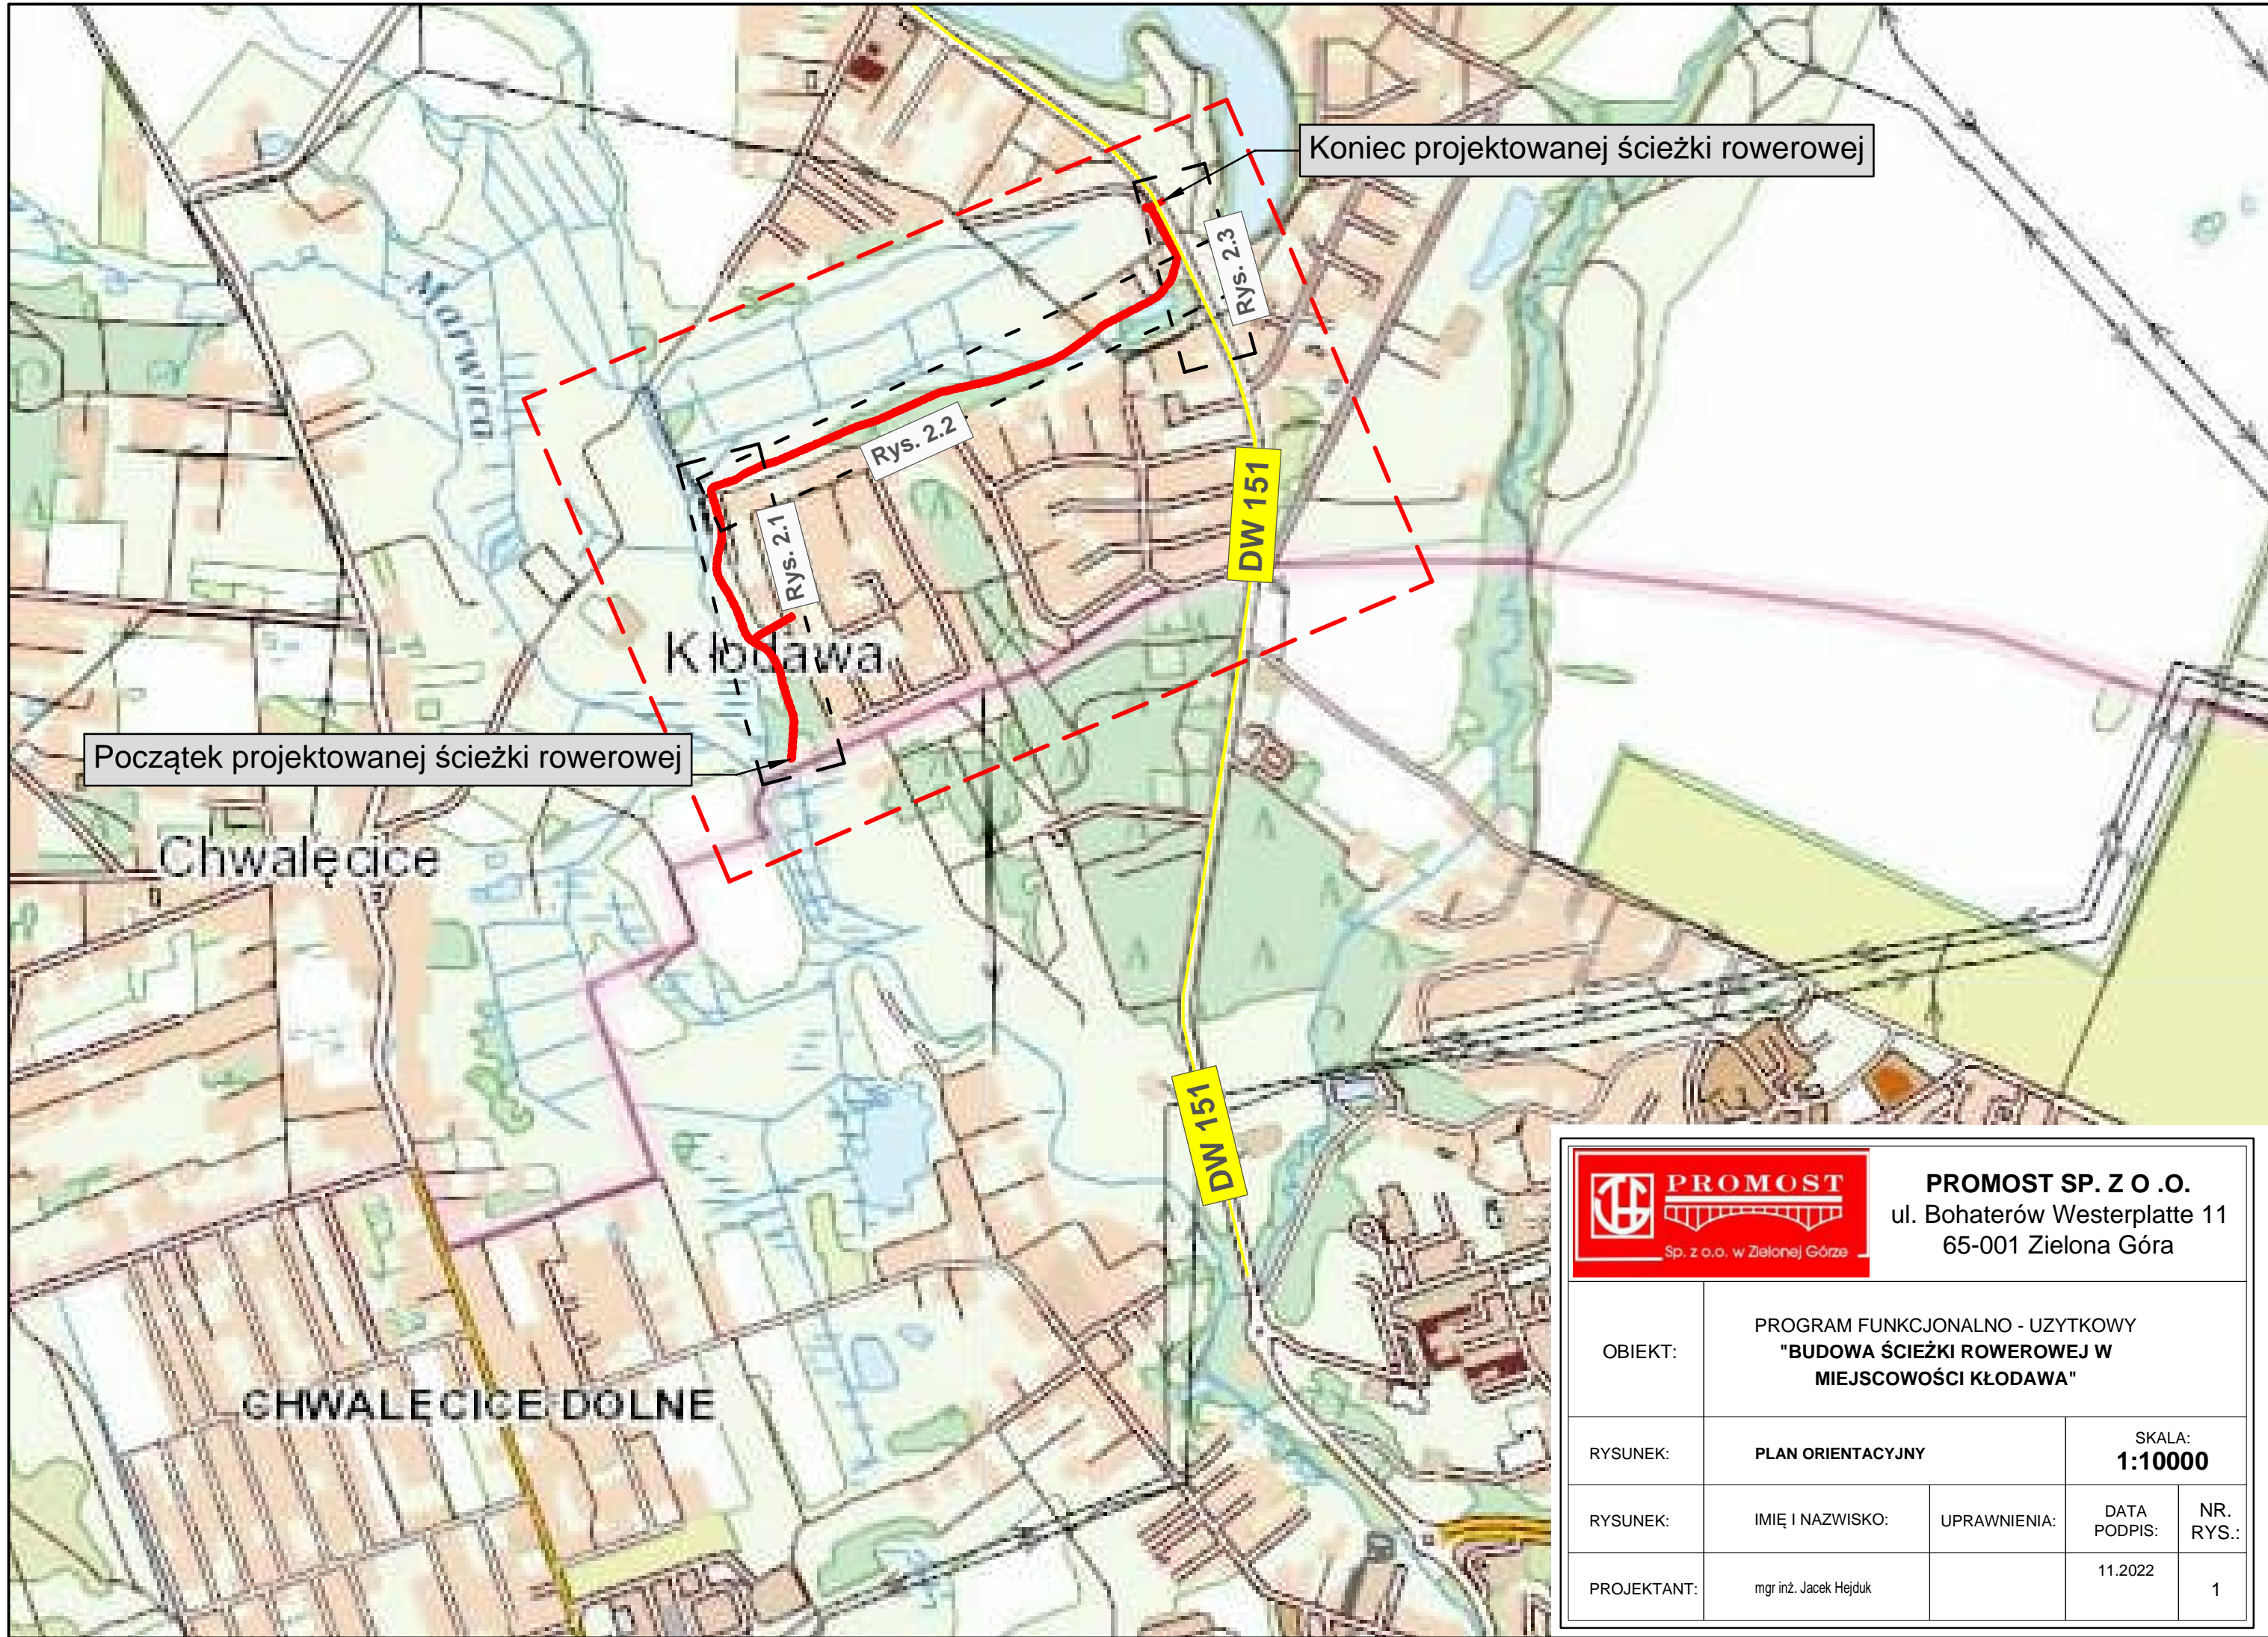 Koniec projektowanej ścieżki rowerowej
Marwica
Rys. 2.3
Rys. 2.2
DW 151
Rys. 2.1
Kłodawa
Początek projektowanej ścieżki rowerowej
Chwalęcice
DW 151
CHWALĘCICE DOLNE
PROMOST
Sp. z o.o. w Zielonej Górze
PROMOST SP. Z O .O.
ul. Bohaterów Westerplatte 11
65-001 Zielona Góra
OBIEKT:
PROGRAM FUNKCJONALNO - UZYTKOWY
"BUDOWA ŚCIEŻKI ROWEROWEJ W
MIEJSCOWOŚCI KŁODAWA"
RYSUNEK:
PLAN ORIENTACYJNY
SKALA:
1:10000
RYSUNEK:
IMIĘ I NAZWISKO:
UPRAWNIENIA:
DATA
PODPIS:
NR.
RYS.:
PROJEKTANT:
mgr inż. Jacek Hejduk
11.2022
1